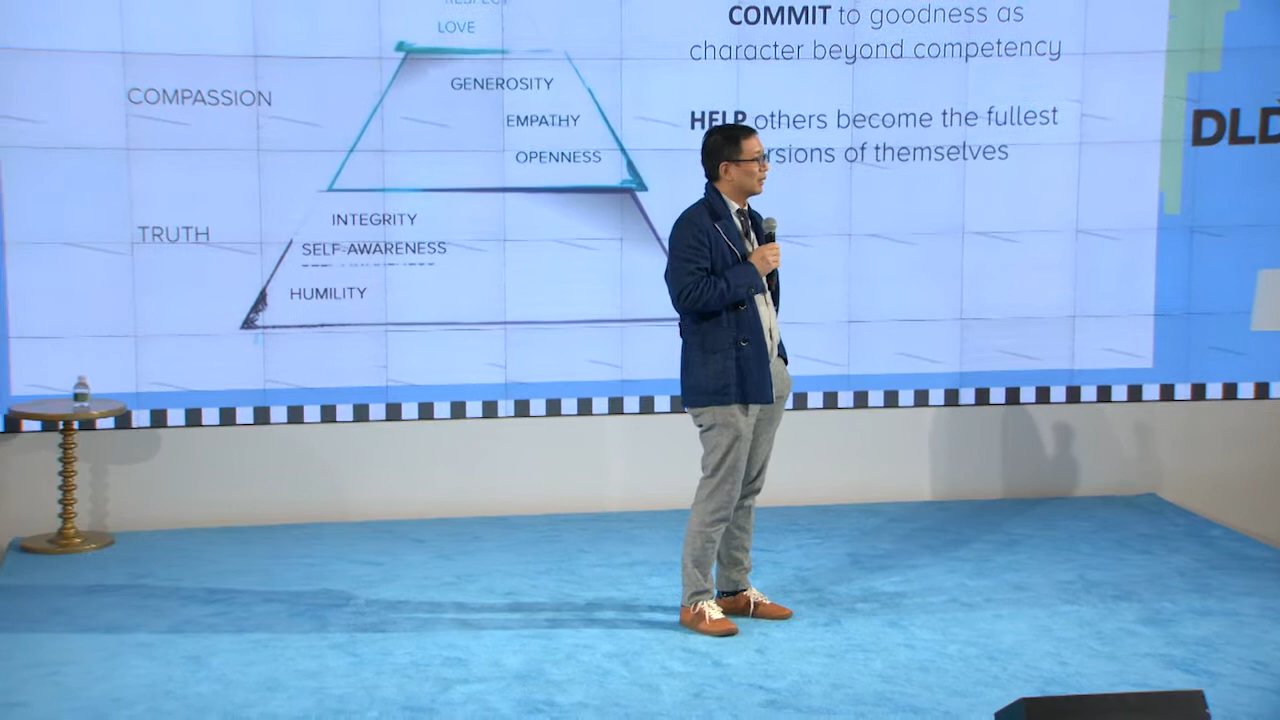 RESPECT
LOVE
GENEROSITY
COMPASSION
EMPATHY
OPENNESS
INTEGRITY
TRUTH
SELF-AWARENESS
HUMILITY
COMMIT to goodness as
character beyond competency
HELP others become the fullest
of themselves
DLD